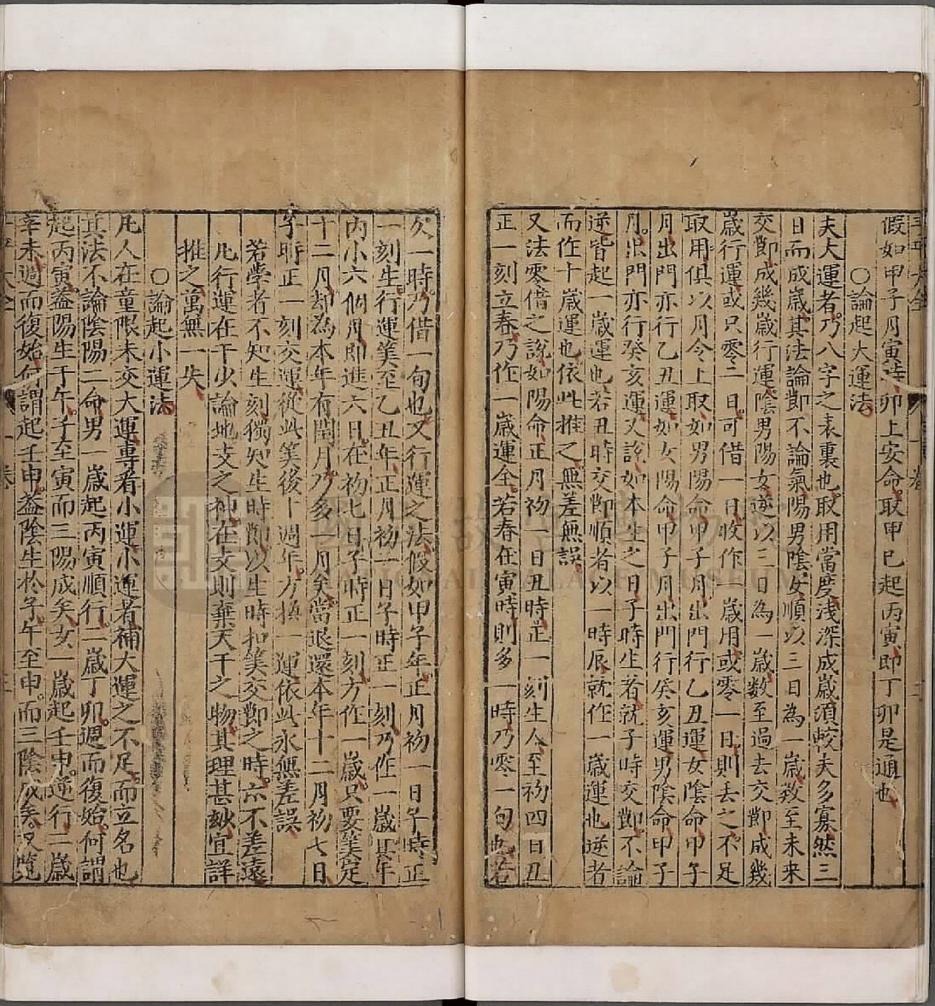 假如甲子月寅時卯上安命取甲己起丙寅即丁卯是通也
○論起大運法
夫大運者乃八字之表裏也取用當度淺深成歲須較夫多寡然三
日而成歲其法論節不論氣陽男陰女順以三日為一歲數至未來
交節成幾歲行運陰男陽女逆以三日為一歲數至過去交節成幾
歲行運或只零二日可借一日收作一歲用或零一日則去之不足
取用俱以月令上取如男陽命甲子月出門行乙丑運女陰命甲子
月出門亦行乙丑運如女陽命甲子月出門行癸亥運男陰命甲子
月出門亦行癸亥運又該如本生之日子時生者就子時交節不論
逆皆起一歲運也若丑時交節順者以一時辰就作一歲運也逆者
而作十歲運也依此推之無差無誤
又法零借之說如陽命正月初一日丑時正一刻生人至初四日丑
正一刻立春乃作一歲運全若春在寅時則多一時乃零一旬也若
欠一時乃借一旬也又行運之法假如甲子年正月初一日子時正
一刻生行運筭至乙丑年正月初一日子時正一刻乃作一歲其年
內小六個月即進六日在初七日子時正一刻方作一歲只要筭足
十二月却為本年有閏月乃多一月矣當退還本年十二月初七日
子時正一刻交運從此筭後一週年方換一運依此永無差誤
若學者不知生刻獨知生時節以生時扣筭交節之時亦不差遠
凡行運在干少論地支之神在支則棄天干之物其理甚玅宜詳
推之萬無一失
○論起小運法
凡人在童限未交大運專看小運小運者補大運之不足而立名也
其法不論陰陽二命男一歲起丙寅順行二歲丁卯週而復始何謂
起丙寅蓋陽生于午子至寅而三陽成矣女一歲起壬申逆行二歲
辛未週而復始何謂起壬申蓋陰生於午午至申而三陰成矣又覽